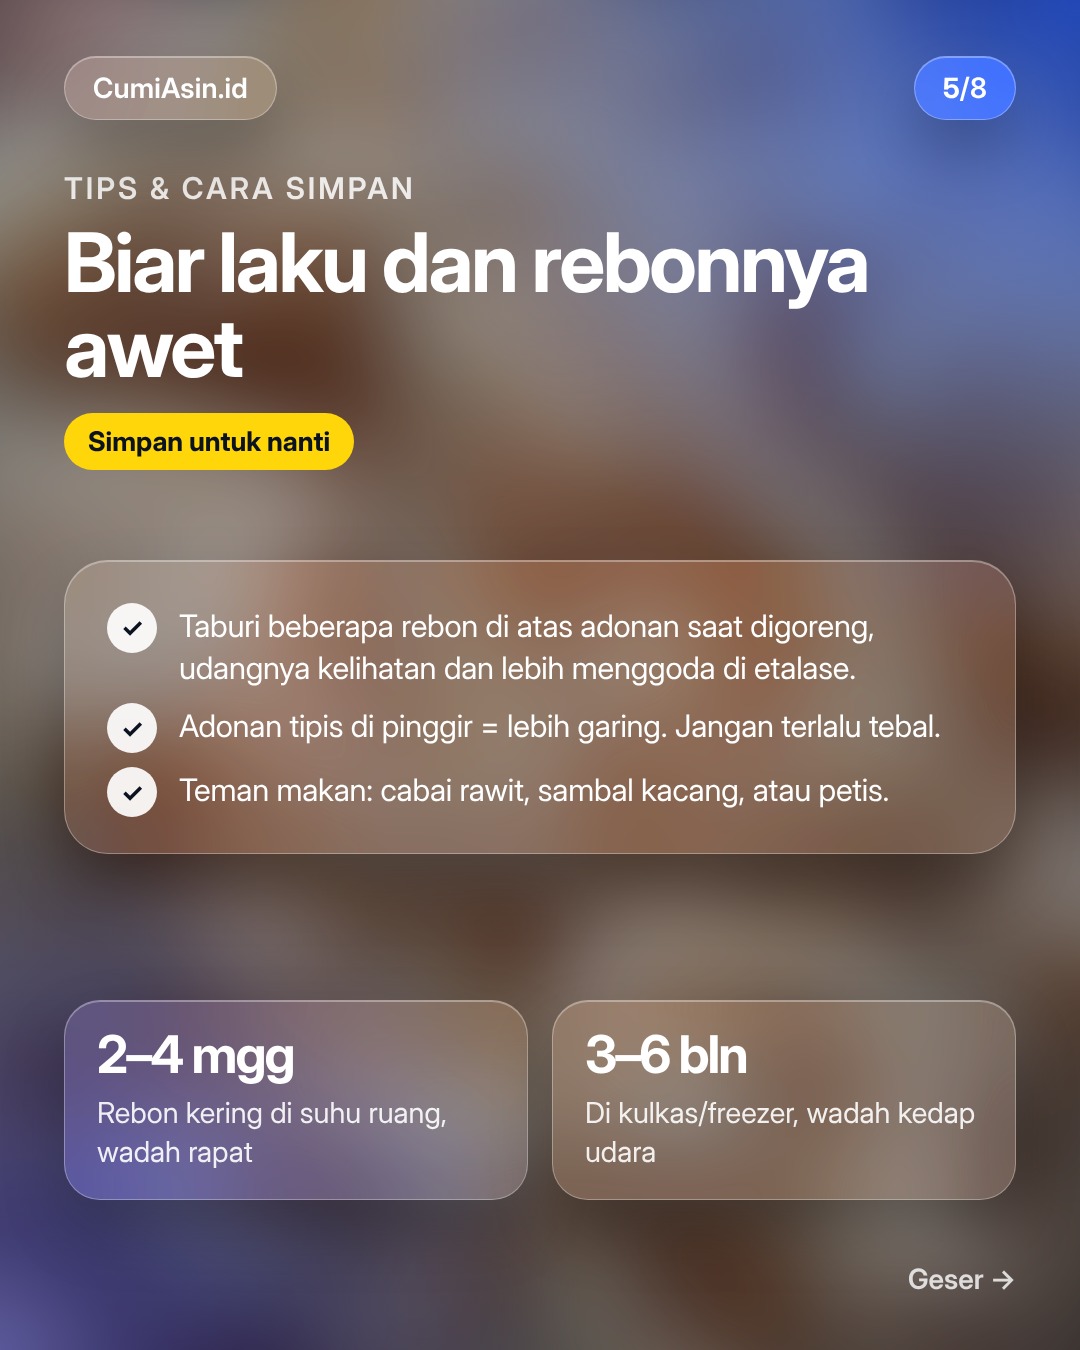 CumiAsin.id
5/8
TIPS & CARA SIMPAN
Biar laku dan rebonnya
awet
Simpan untuk nanti
Taburi beberapa rebon di atas adonan saat digoreng,
udangnya kelihatan dan lebih menggoda di etalase.
Adonan tipis di pinggir = lebih garing. Jangan terlalu tebal.
Teman makan: cabai rawit, sambal kacang, atau petis.
2–4 mgg
Rebon kering di suhu ruang,
wadah rapat
3–6 bln
Di kulkas/freezer, wadah kedap
udara
Geser →